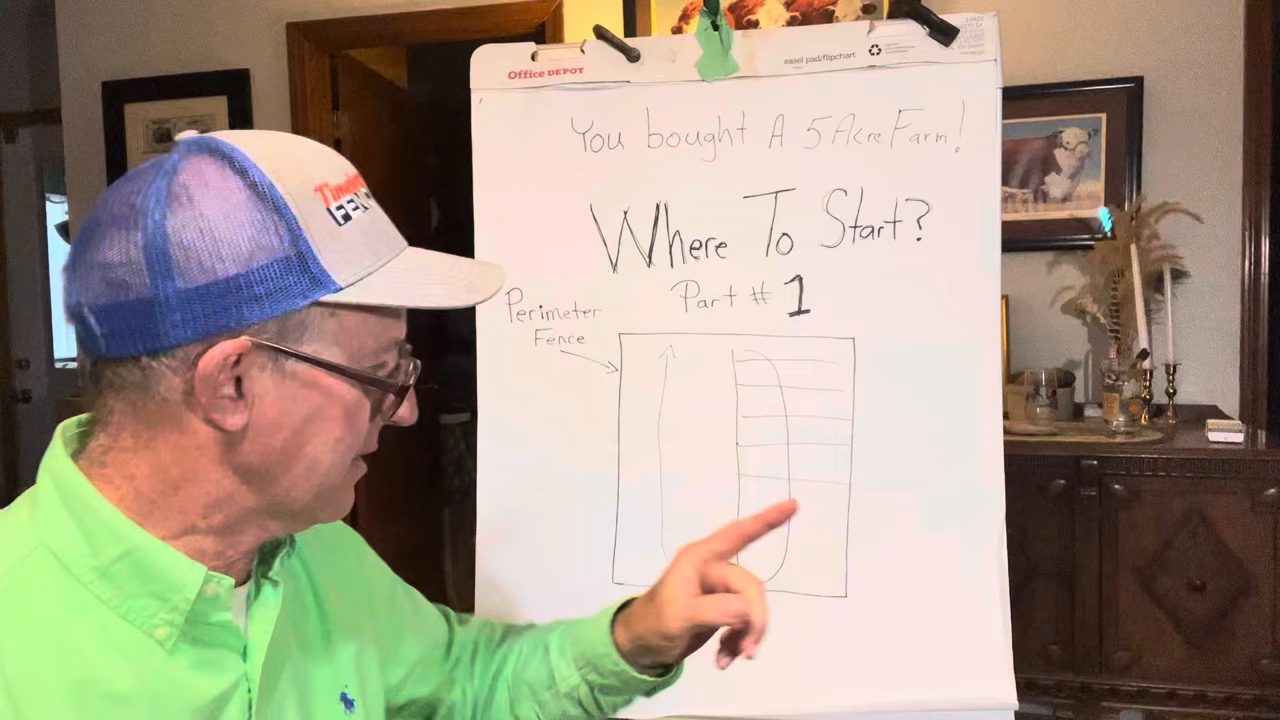 Office DEPOT
easel pad/flipchart
You bought A 5 Acre Farm!
Where To Start?
Part # 1
Perimeter
Fence